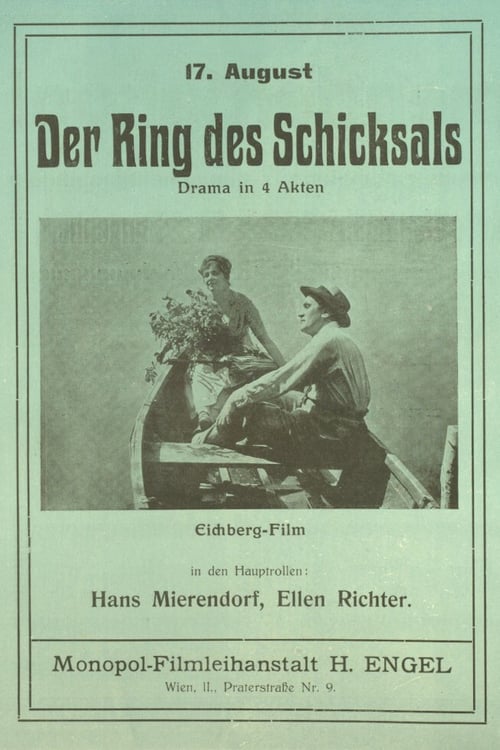 17. August
Der Ring des Schicksals
Drama in 4 Akten
Eichberg-Film
in den Hauptrollen:
Hans Mierendorf, Ellen Richter.
Monopol-Filmleihanstalt H. ENGEL
Wien, II., Praterstraße Nr. 9.